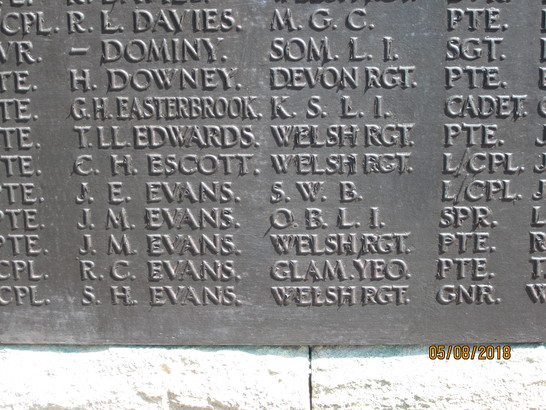 CPL. R. L. DAVIES. M. G. C. PTE.
VR. – DOMINY. SOM. L. I. SGT.
TE. H. DOWNEY. DEVON RGT. PTE.
TE. G. H. EASTERBROOK. K. S. L. I. CADET.
TE. T. LL. EDWARDS. WELSH RGT. PTE. J
TE. C. H. ESCOTT. WELSH RGT. L/CPL. J
PTE. J. E. EVANS. S. W. B. L/CPL. J
PTE. J. M. EVANS. O. B. L. I. SPR. L
PTE. J. M. EVANS. WELSH RGT. PTE. R
CPL. R. C. EVANS. GLAM. YEO. PTE. T.
CPL. S. H. EVANS. WELSH RGT. GNR. W
05/08/2018